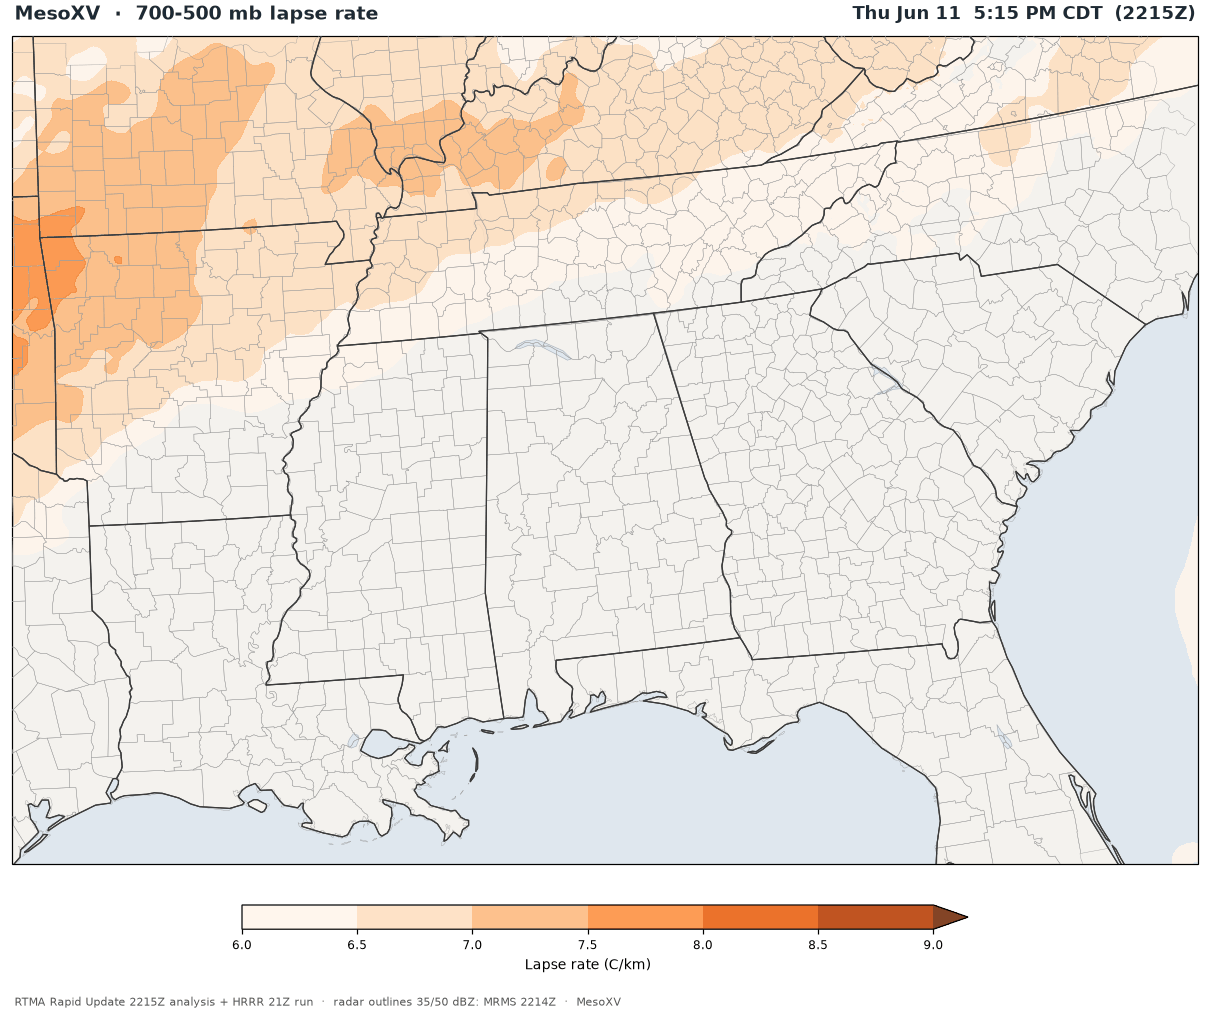 MesoXV · 700-500 mb lapse rate
Thu Jun 11 5:15 PM CDT (2215Z)
6.0 6.5 7.0 7.5 8.0 8.5 9.0
Lapse rate (C/km)
RTMA Rapid Update 2215Z analysis + HRRR 21Z run · radar outlines 35/50 dBZ: MRMS 2214Z · MesoXV